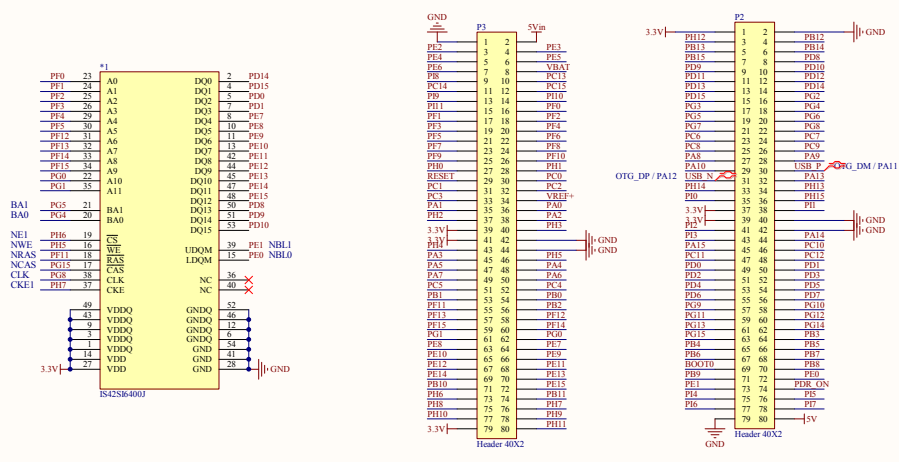 *1
PF0 23 A0 DQ0 2 PD14
PF1 24 A1 DQ1 4 PD15
PF2 25 A2 DQ2 5 PD0
PF3 26 A3 DQ3 7 PD1
PF4 29 A4 DQ4 8 PE7
PF5 30 A5 DQ5 10 PE8
PF12 31 A6 DQ6 11 PE9
PF13 32 A7 DQ7 13 PE10
PF14 33 A8 DQ8 42 PE11
PF15 34 A9 DQ9 44 PE12
PG0 22 A10 DQ10 45 PE13
PG1 35 A11 DQ11 47 PE14
DQ12 48 PE15
BA1 PG5 21 BA1 DQ13 50 PD8
BA0 PG4 20 BA0 DQ14 51 PD9
DQ15 53 PD10
NE1 PH6 19 CS
NWE PH5 16 WE UDQM 39 PE1 NBL1
NRAS PF11 18 RAS LDQM 15 PE0 NBL0
NCAS PG15 17 CAS
CLK PG8 38 CLK NC 36
CKE1 PH7 37 CKE NC 40
49 VDDQ GNDQ 52
43 VDDQ GNDQ 46
9 VDDQ GNDQ 12
3 VDDQ GNDQ 6
1 VDDQ GND 54
14 VDD GND 41
3.3V 27 VDD GND 28 GND
IS42SI6400J
GND P3 5Vin
1 2
PE2 3 4 PE3
PE4 5 6 PE5
PE6 7 8 VBAT
PI8 9 10 PC13
PC14 11 12 PC15
PI9 13 14 PI10
PI11 15 16 PF0
PF1 17 18 PF2
PF3 19 20 PF4
PF5 21 22 PF6
PF7 23 24 PF8
PF9 25 26 PF10
PH0 27 28 PH1
RESET 29 30 PC0
PC1 31 32 PC2
PC3 33 34 VREF+
PA1 35 36 PA0
PH2 37 38 PA2
3.3V 39 40 PH3
3.3V 41 42 GND
PH4 43 44 GND
PA3 45 46 PH5
PA5 47 48 PA4
PA7 49 50 PA6
PC5 51 52 PC4
PB1 53 54 PB0
PF11 55 56 PB2
PF13 57 58 PF12
PF15 59 60 PF14
PG1 61 62 PG0
PE8 63 64 PE7
PE10 65 66 PE9
PE12 67 68 PE11
PE14 69 70 PE13
PB10 71 72 PE15
PH6 73 74 PB11
PH8 75 76 PH7
PH10 77 78 PH9
3.3V 79 80 PH11
Header 40X2
P2
3.3V 1 2 GND
PH12 3 4 PB12
PB13 5 6 PB14
PB15 7 8 PD8
PD9 9 10 PD10
PD11 11 12 PD12
PD13 13 14 PD14
PD15 15 16 PG2
PG3 17 18 PG4
PG5 19 20 PG6
PG7 21 22 PG8
PC6 23 24 PC7
PC8 25 26 PC9
PA8 27 28 PA9
PA10 29 30 USB_P OTG_DM / PA11
OTG_DP / PA12 USB_N 31 32 PA13
PH14 33 34 PH13
PI0 35 36 PH15
3.3V 37 38 PI1
3.3V 39 40 GND
PI2 41 42 GND
PI3 43 44 PA14
PA15 45 46 PC10
PC11 47 48 PC12
PD0 49 50 PD1
PD2 51 52 PD3
PD4 53 54 PD5
PD6 55 56 PD7
PG9 57 58 PG10
PG11 59 60 PG12
PG13 61 62 PG14
PG15 63 64 PB3
PB4 65 66 PB5
PB6 67 68 PB7
BOOT0 69 70 PB8
PB9 71 72 PE0
PE1 73 74 PDR_ON
PI4 75 76 PI5
PI6 77 78 PI7
79 80 5V
GND Header 40X2